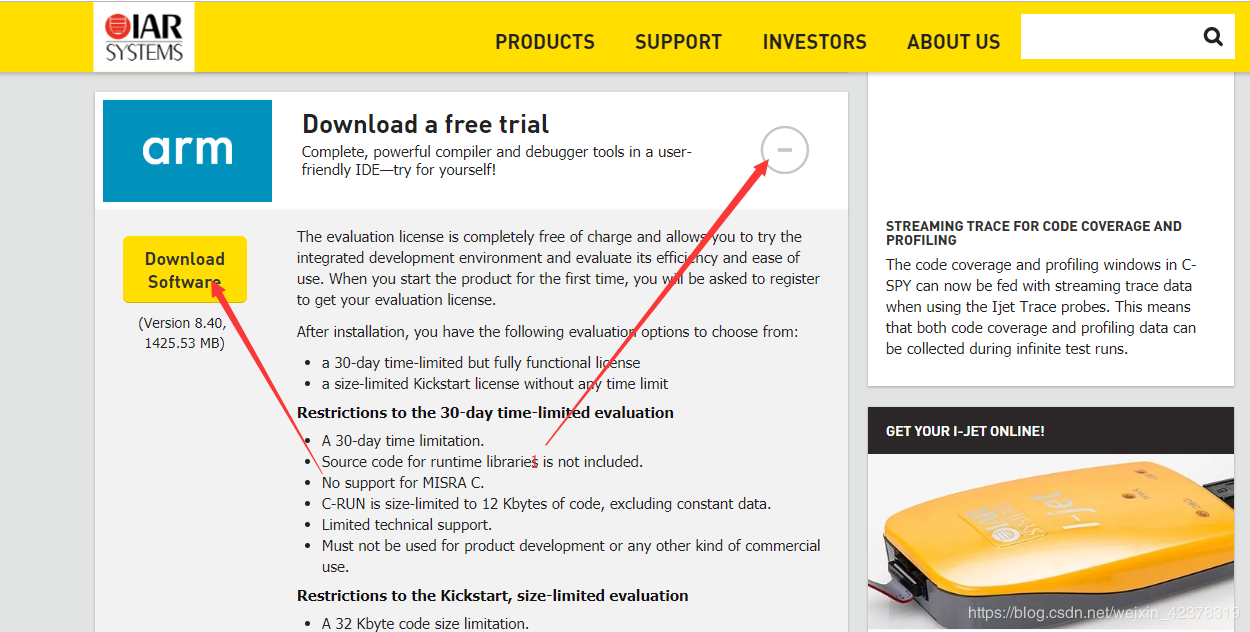 IAR
SYSTEMS
PRODUCTS
SUPPORT
INVESTORS
ABOUT US
arm
Download a free trial
Complete, powerful compiler and debugger tools in a user-
friendly IDE—try for yourself!
Download
Software
(Version 8.40,
1425.53 MB)
The evaluation license is completely free of charge and allows you to try the
integrated development environment and evaluate its efficiency and ease of
use. When you start the product for the first time, you will be asked to register
to get your evaluation license.
After installation, you have the following evaluation options to choose from:
• a 30-day time-limited but fully functional license
• a size-limited Kickstart license without any time limit
Restrictions to the 30-day time-limited evaluation
• A 30-day time limitation.
• Source code for runtime libraries is not included.
1
• No support for MISRA C.
• C-RUN is size-limited to 12 Kbytes of code, excluding constant data.
• Limited technical support.
• Must not be used for product development or any other kind of commercial
use.
Restrictions to the Kickstart, size-limited evaluation
• A 32 Kbyte code size limitation.
STREAMING TRACE FOR CODE COVERAGE AND
PROFILING
The code coverage and profiling windows in C-
SPY can now be fed with streaming trace data
when using the Ijet Trace probes. This means
that both code coverage and profiling data can
be collected during infinite test runs.
GET YOUR I-JET ONLINE!
I-jet
IAR
SYSTEMS
https://blog.csdn.net/weixin_42378319